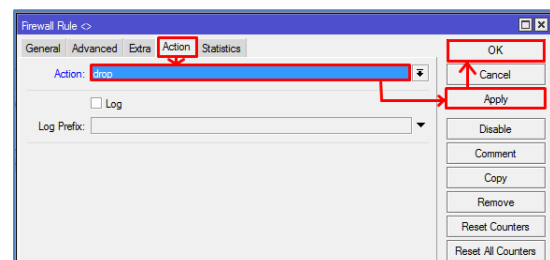 Firewall Rule <>
General Advanced Extra Action Statistics
Action: drop
Log
Log Prefix:
OK
Cancel
Apply
Disable
Comment
Copy
Remove
Reset Counters
Reset All Counters